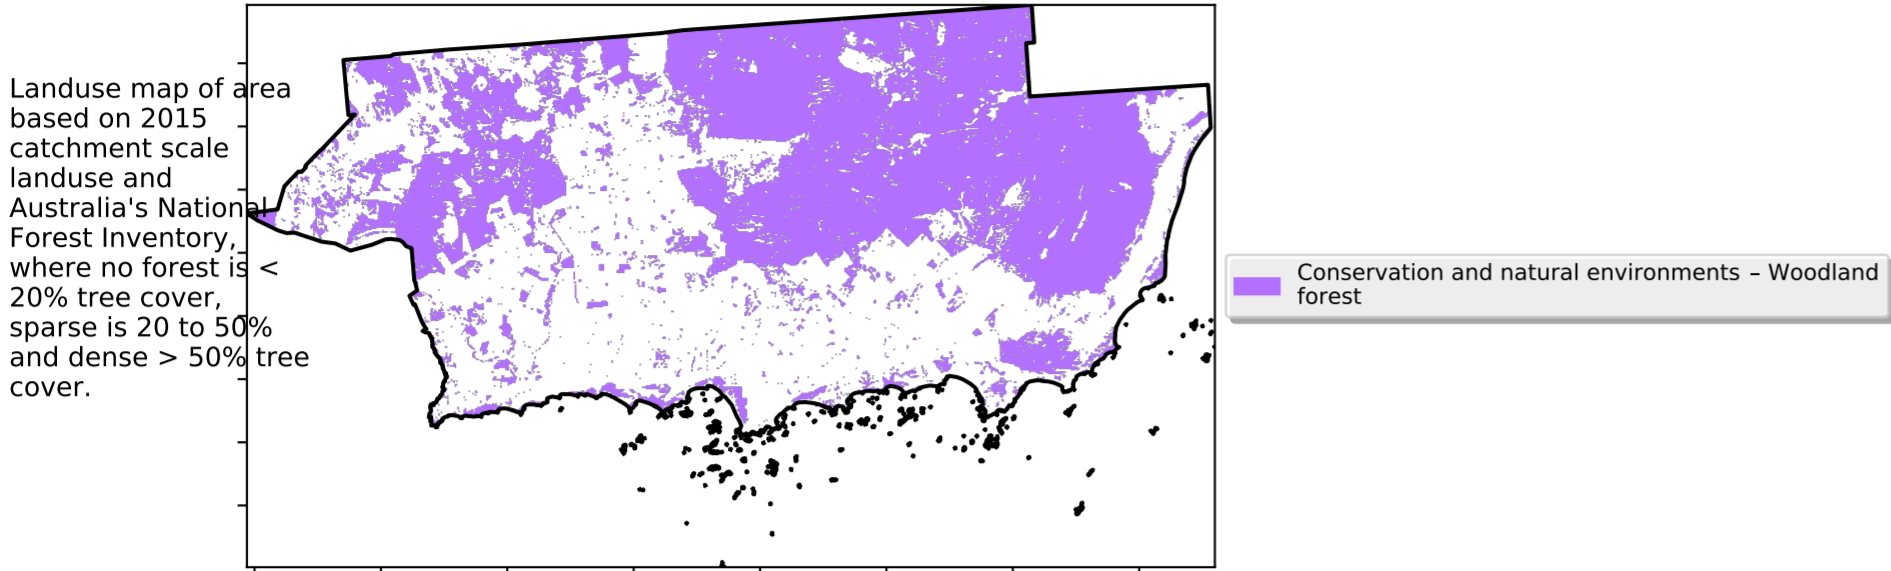 Landuse map of area
based on 2015
catchment scale
landuse and
Australia's National
Forest Inventory,
where no forest is <
20% tree cover,
sparse is 20 to 50%
and dense > 50% tree
cover.
Conservation and natural environments – Woodland
forest